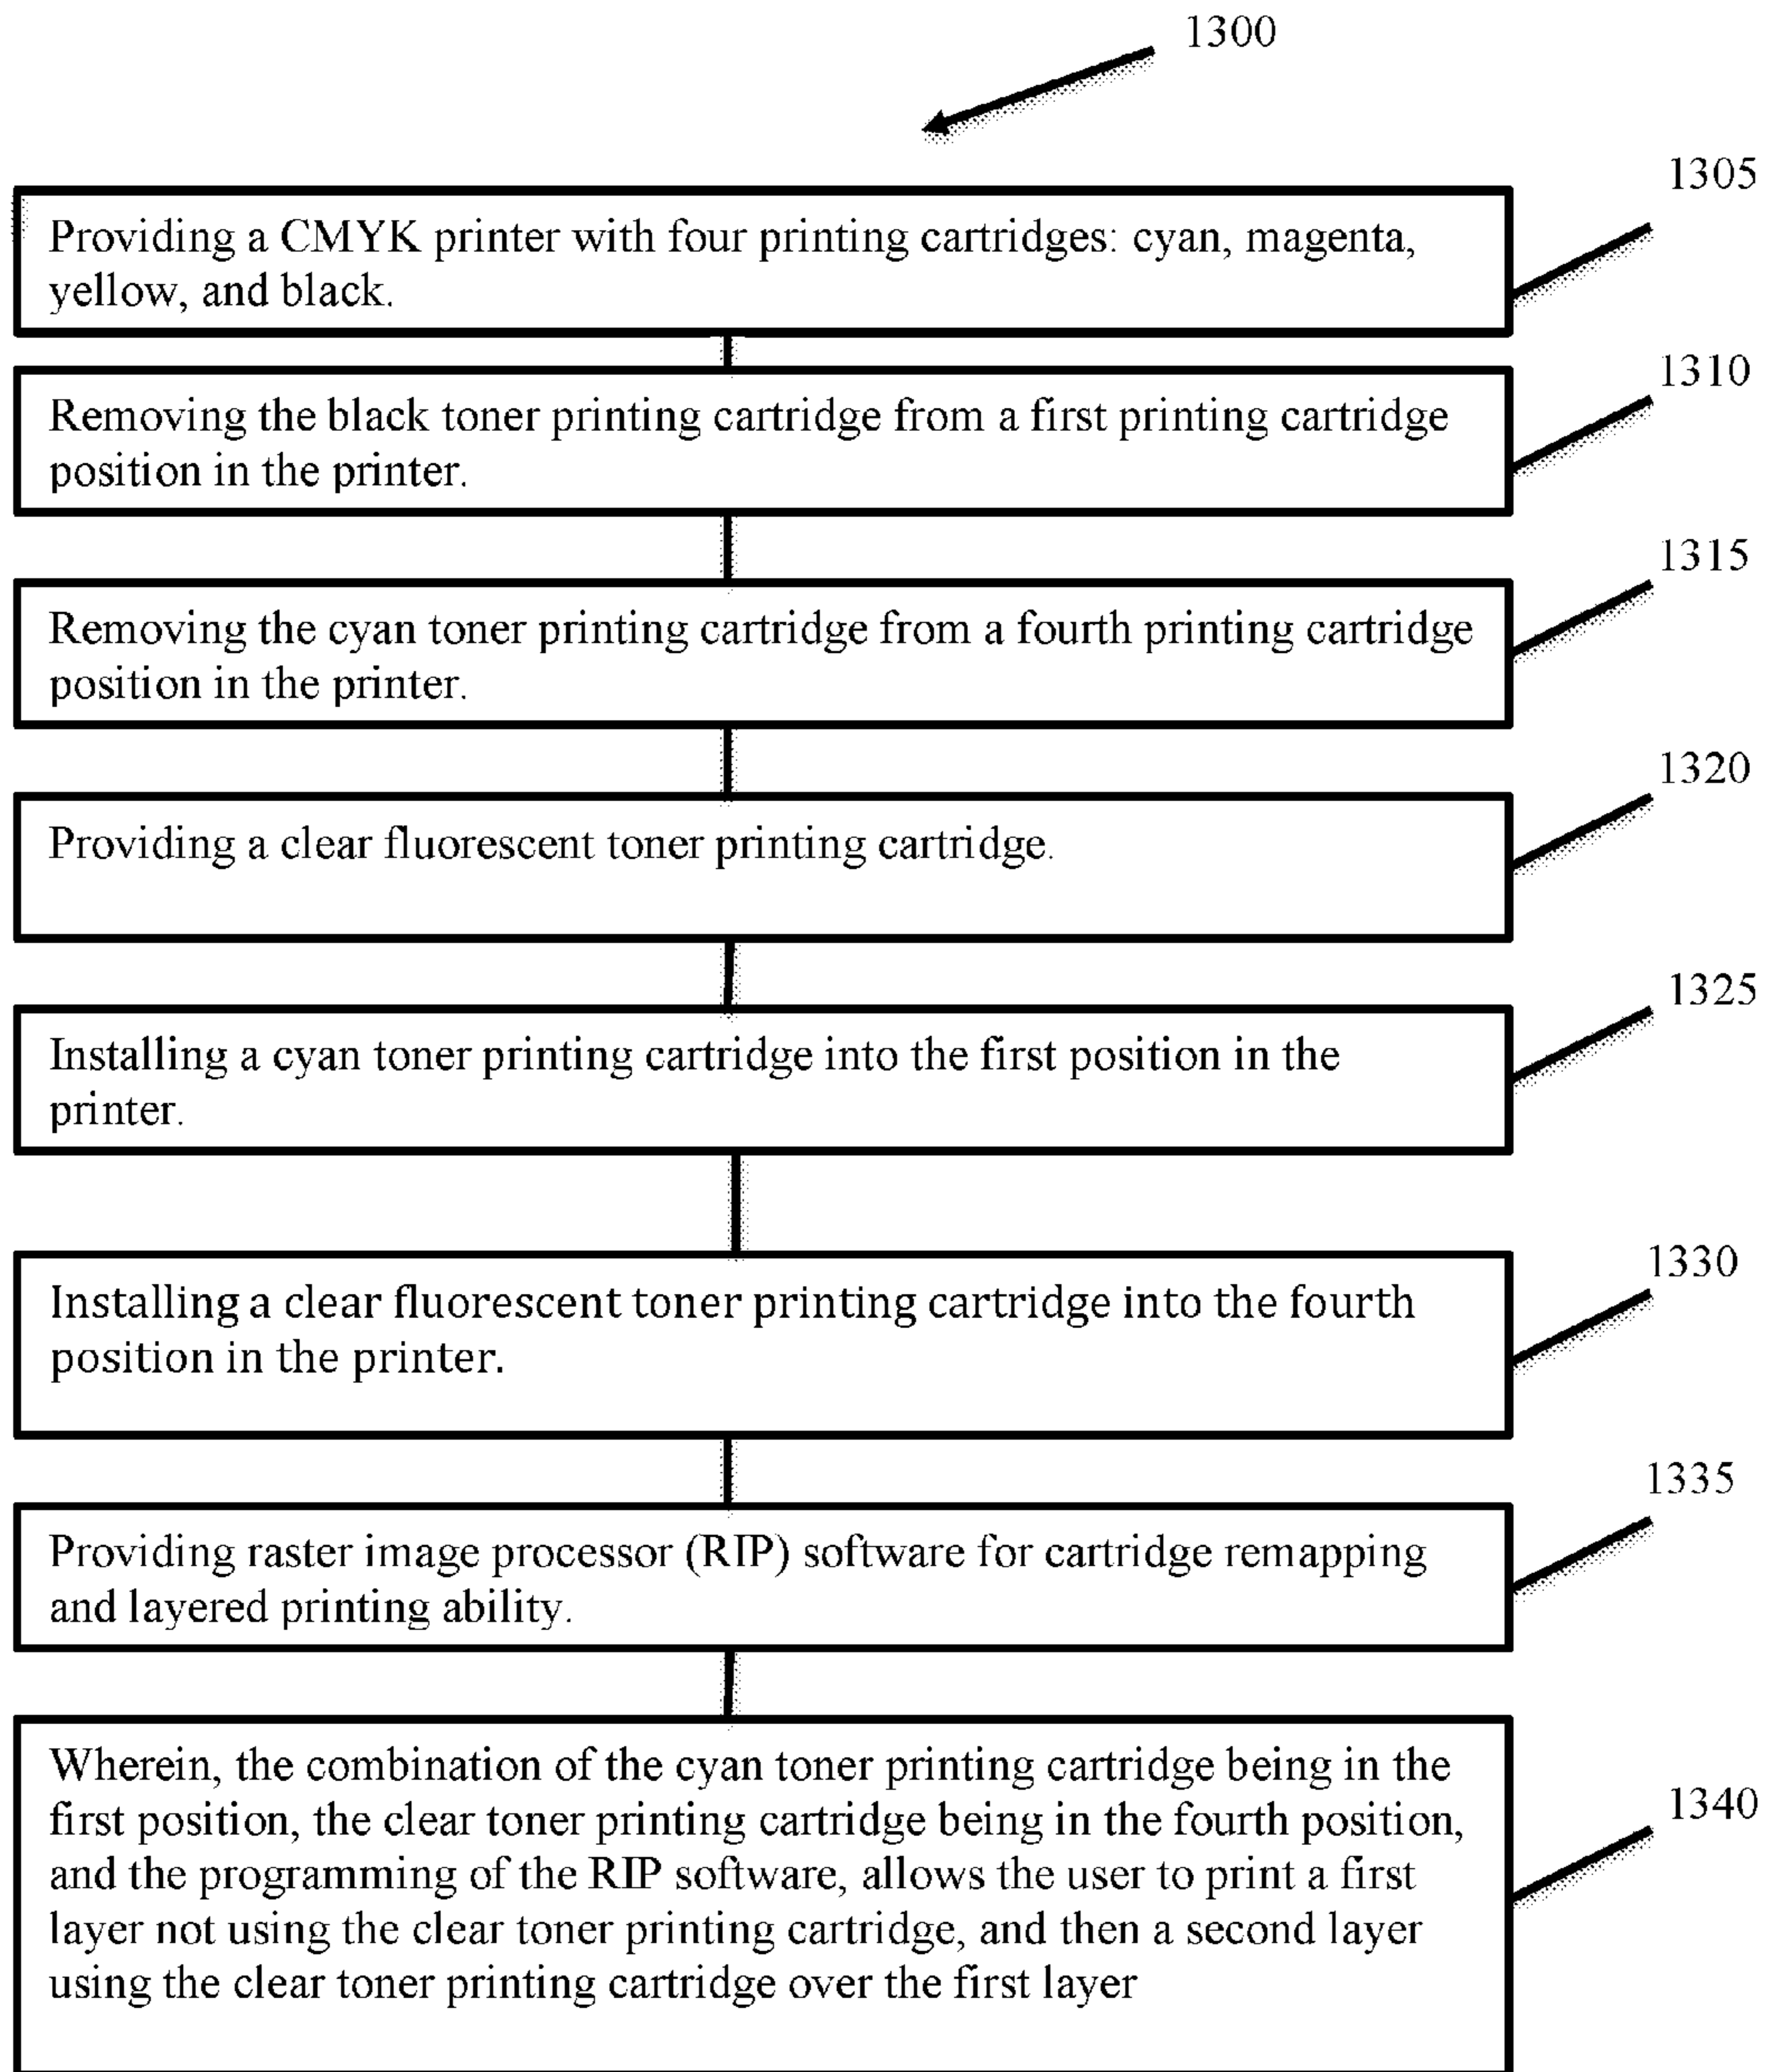 1300
1305
Providing a CMYK printer with four printing cartridges: cyan, magenta,
yellow, and black.
1310
Removing the black toner printing cartridge from a first printing cartridge
position in the printer.
1315
Removing the cyan toner printing cartridge from a fourth printing cartridge
position in the printer.
1320
Providing a clear fluorescent toner printing cartridge.
1325
Installing a cyan toner printing cartridge into the first position in the
printer.
1330
Installing a clear fluorescent toner printing cartridge into the fourth
position in the printer.
1335
Providing raster image processor (RIP) software for cartridge remapping
and layered printing ability.
1340
Wherein, the combination of the cyan toner printing cartridge being in the
first position, the clear toner printing cartridge being in the fourth position,
and the programming of the RIP software, allows the user to print a first
layer not using the clear toner printing cartridge, and then a second layer
using the clear toner printing cartridge over the first layer